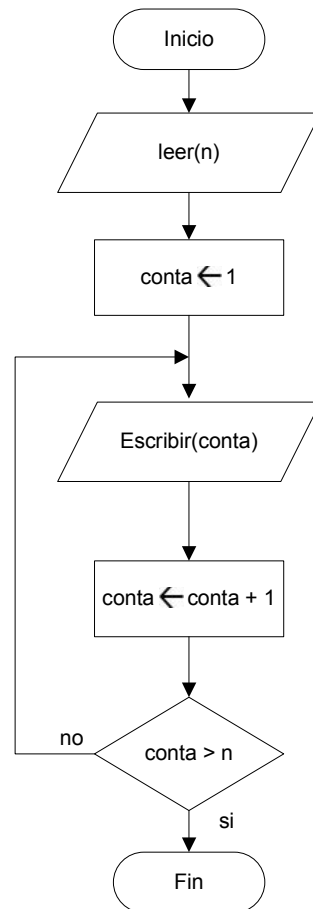 Inicio
leer(n)
conta ← 1
Escribir(conta)
conta ← conta + 1
conta > n
no
si
Fin